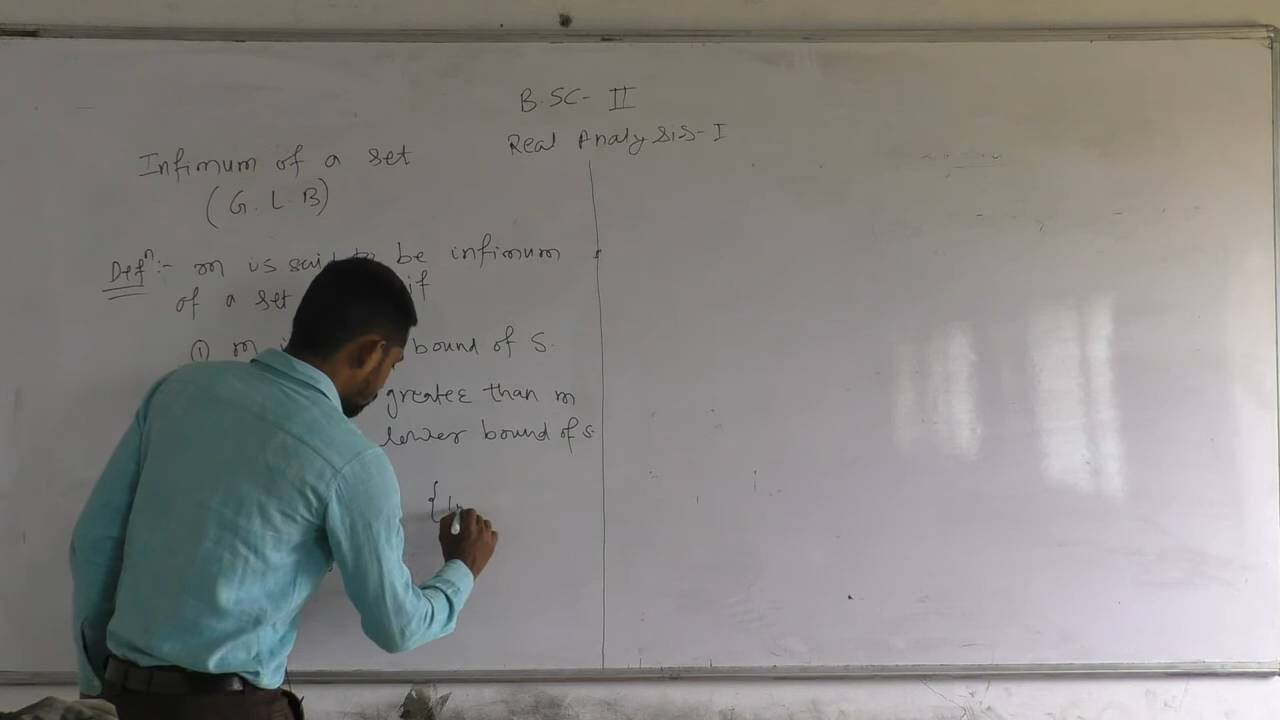 B.SC- II
Real Analysis-I
Infimum of a set
(G. L. B)
Defⁿ:- m is said to be infimum
of a set if
① m bound of S.
greater than m
lower bound of s
{1,